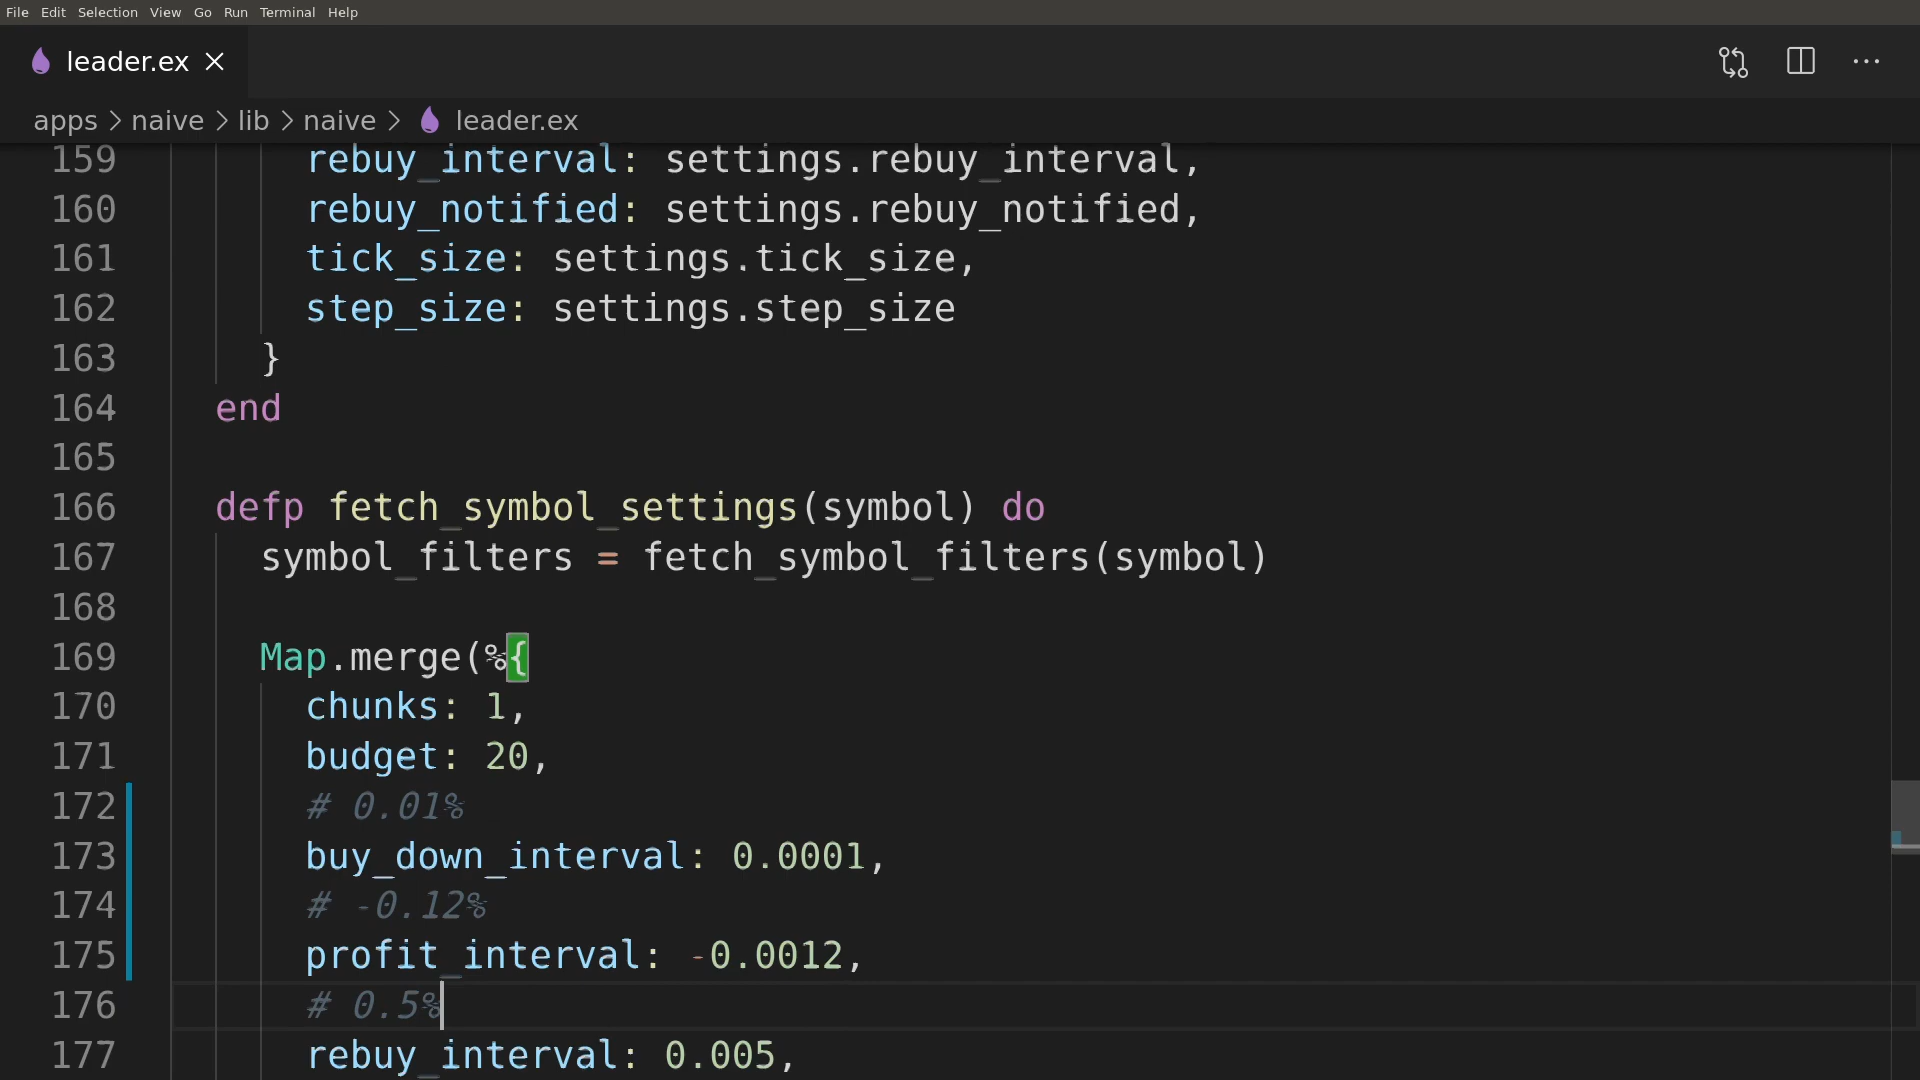 File Edit Selection View Go Run Terminal Help
leader.ex
apps > naive > lib > naive > leader.ex
159 rebuy_interval: settings.rebuy_interval,
160 rebuy_notified: settings.rebuy_notified,
161 tick_size: settings.tick_size,
162 step_size: settings.step_size
163 }
164 end
165
166 defp fetch_symbol_settings(symbol) do
167 symbol_filters = fetch_symbol_filters(symbol)
168
169 Map.merge(%{
170 chunks: 1,
171 budget: 20,
172 # 0.01%
173 buy_down_interval: 0.0001,
174 # -0.12%
175 profit_interval: -0.0012,
176 # 0.5%
177 rebuy_interval: 0.005,